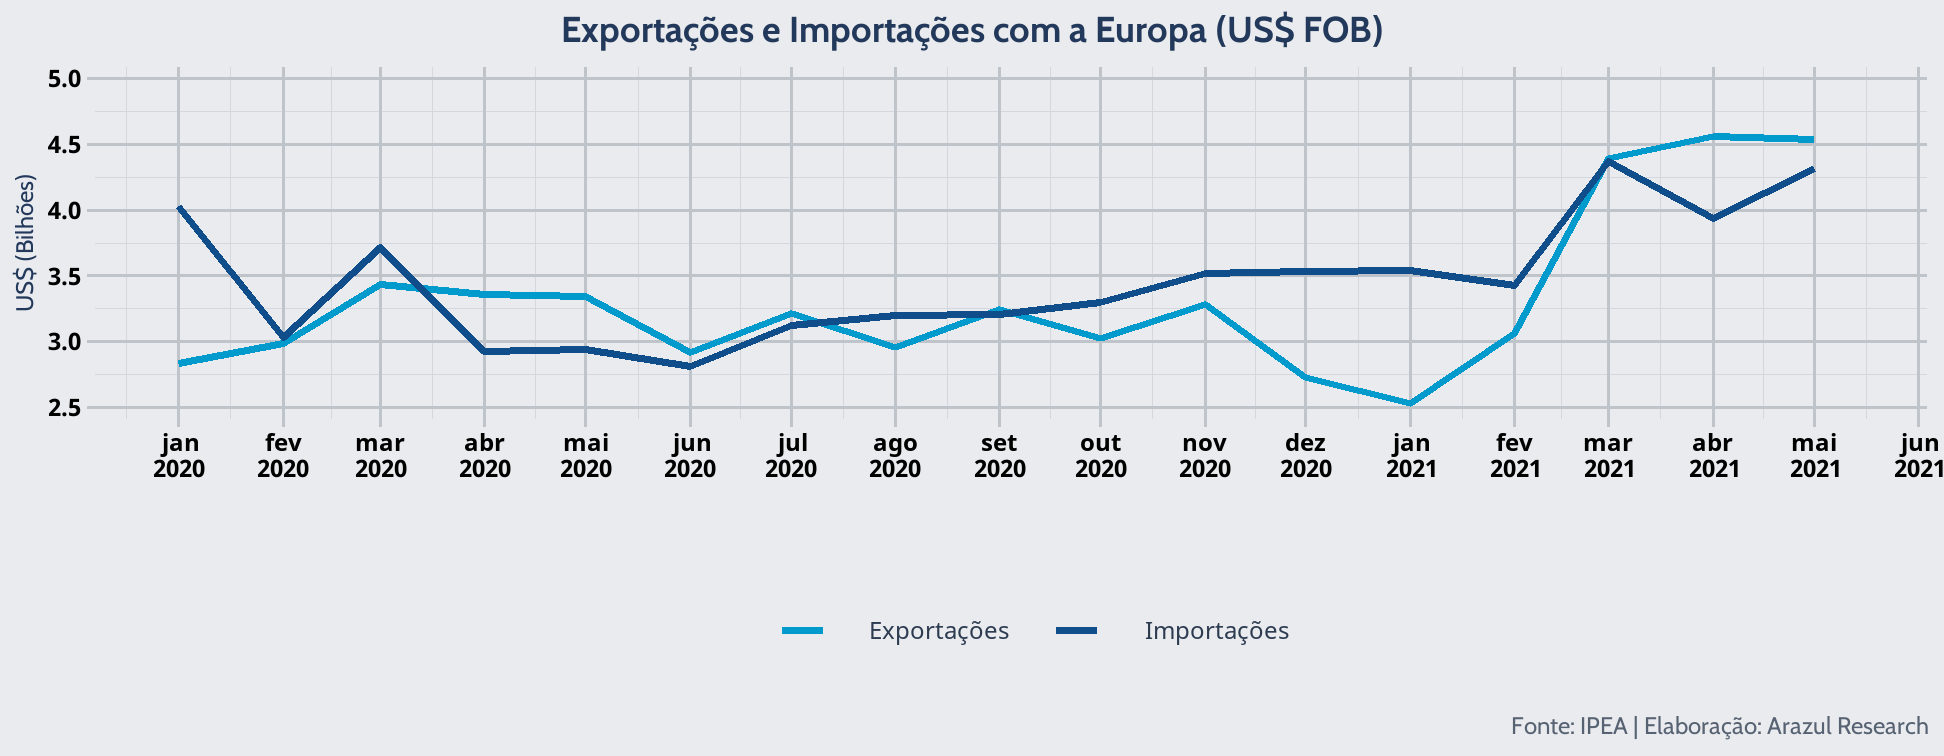 Exportações e Importações com a Europa (US$ FOB)
US$ (Bilhões)
5.0
4.5
4.0
3.5
3.0
2.5
jan fev mar abr mai jun jul ago set out nov dez jan fev mar abr mai jun
2020 2020 2020 2020 2020 2020 2020 2020 2020 2020 2020 2020 2021 2021 2021 2021 2021 2021
Exportações Importações
Fonte: IPEA | Elaboração: Arazul Research